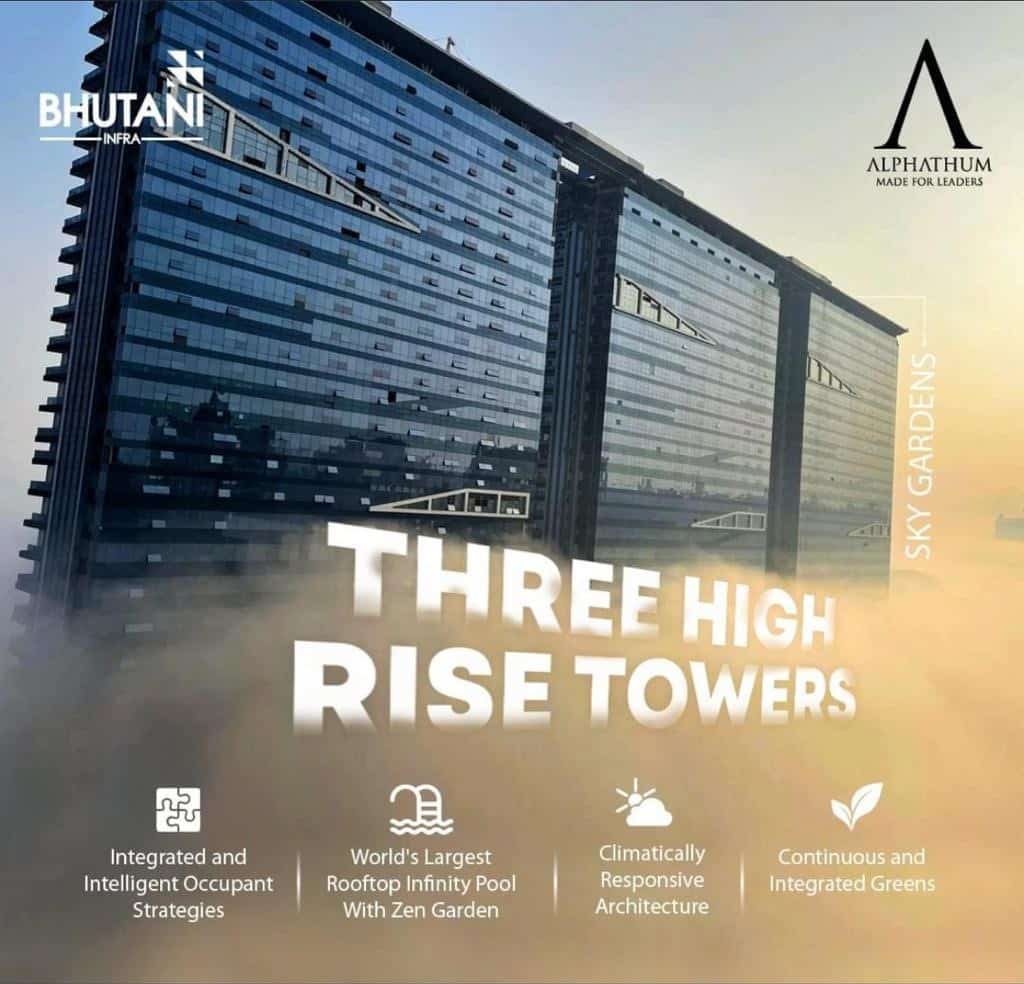 BHUTANI
INFRA
ALPHATHUM
MADE FOR LEADERS
SKY GARDENS
THREE HIGH
RISE TOWERS
Integrated and
Intelligent Occupant
Strategies
World's Largest
Rooftop Infinity Pool
With Zen Garden
Climatically
Responsive
Architecture
Continuous and
Integrated Greens